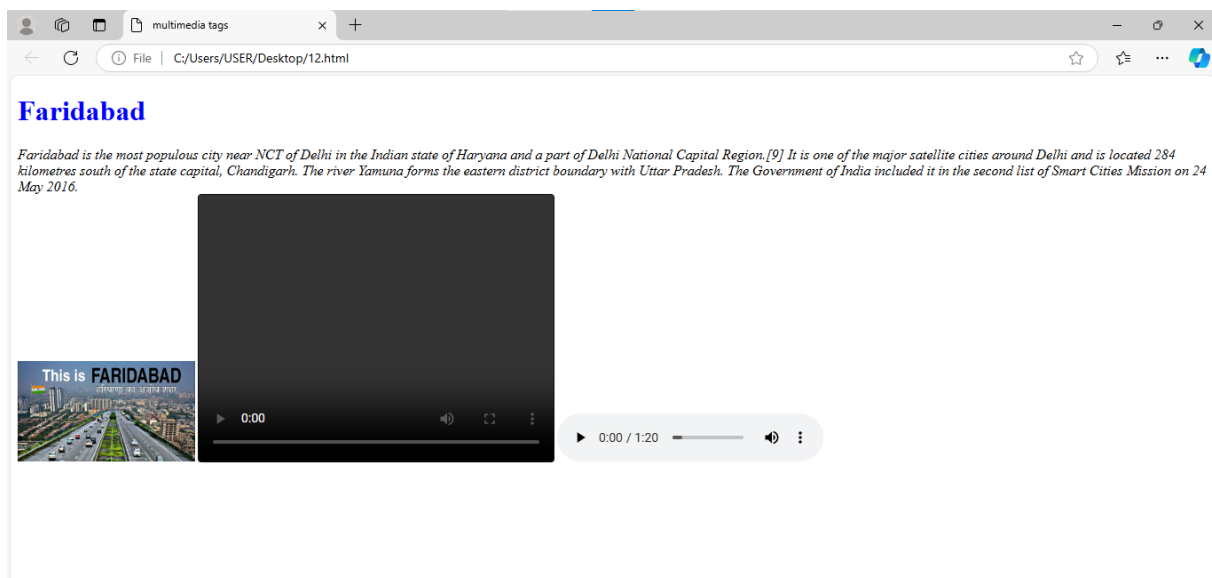 multimedia tags
File | C:/Users/USER/Desktop/12.html
Faridabad
Faridabad is the most populous city near NCT of Delhi in the Indian state of Haryana and a part of Delhi National Capital Region.[9] It is one of the major satellite cities around Delhi and is located 284
kilometres south of the state capital, Chandigarh. The river Yamuna forms the eastern district boundary with Uttar Pradesh. The Government of India included it in the second list of Smart Cities Mission on 24
May 2016.
This is FARIDABAD
हरियाणा का अजीब शहर
0:00
0:00 / 1:20